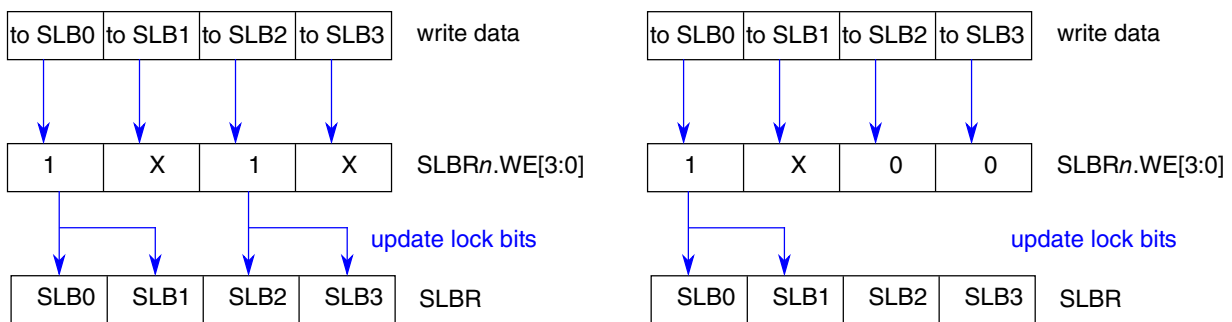 to SLB0 to SLB1 to SLB2 to SLB3 write data
1 X 1 X SLBRn.WE[3:0]
update lock bits
SLB0 SLB1 SLB2 SLB3 SLBR
to SLB0 to SLB1 to SLB2 to SLB3 write data
1 X 0 0 SLBRn.WE[3:0]
update lock bits
SLB0 SLB1 SLB2 SLB3 SLBR